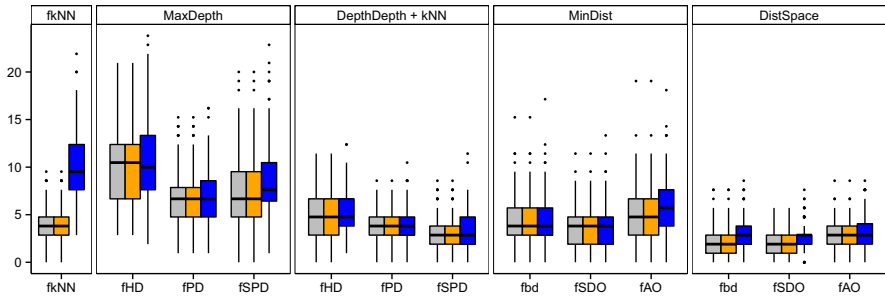 fkNN MaxDepth DepthDepth + kNN MinDist DistSpace
20
15
10
5
0
fkNN fHD fPD fSPD fHD fPD fSPD fbd fSDO fAO fbd fSDO fAO